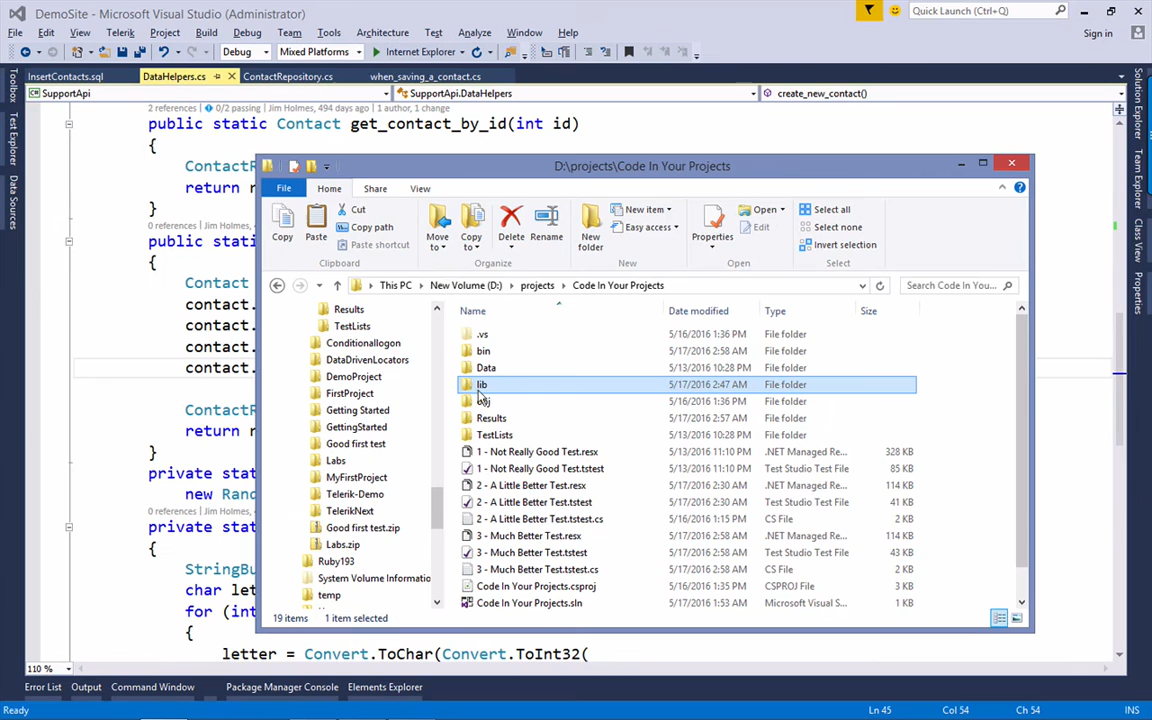 DemoSite - Microsoft Visual Studio (Administrator)
Quick Launch (Ctrl+Q)
File Edit View Telerik Project Build Debug Team Tools Architecture Test Analyze Window Help
Sign in
Debug Mixed Platforms Internet Explorer
InsertContacts.sql DataHelpers.cs ContactRepository.cs when_saving_a_contact.cs
SupportApi SupportApi.DataHelpers create_new_contact()
Toolbox
Test Explorer
Data Sources
2 references | 0/2 passing | Jim Holmes, 494 days ago | 1 author, 1 change
public static Contact get_contact_by_id(int id)
{
ContactR
return r
}
0 references | Jim Holmes,
public stati
{
Contact
contact.
contact.
contact.
contact.
ContactR
return r
}
private stat
new Rand
0 references | Jim Holmes,
private stat
{
StringBu
char let
for (int
{
letter = Convert.ToChar(Convert.ToInt32(
D:\projects\Code In Your Projects
File Home Share View
Copy
Paste
Cut
Copy path
Paste shortcut
Clipboard
Move to
Copy to
Delete
Rename
Organize
New folder
New item
Easy access
New
Properties
Open
Edit
Open
Select all
Select none
Invert selection
Select
This PC New Volume (D:) projects Code In Your Projects
Search Code In Yo...
Results
TestLists
Conditionallogon
DataDrivenLocators
DemoProject
FirstProject
Getting Started
GettingStarted
Good first test
Labs
MyFirstProject
Telerik-Demo
TelerikNext
Good first test.zip
Labs.zip
Ruby193
System Volume Informatio
temp
Name Date modified Type Size
.vs 5/16/2016 1:36 PM File folder
bin 5/17/2016 2:58 AM File folder
Data 5/13/2016 10:28 PM File folder
lib 5/17/2016 2:47 AM File folder
obj 5/16/2016 1:36 PM File folder
Results 5/17/2016 2:57 AM File folder
TestLists 5/13/2016 10:28 PM File folder
1 - Not Really Good Test.resx 5/13/2016 11:10 PM .NET Managed Re... 328 KB
1 - Not Really Good Test.tstest 5/13/2016 11:10 PM Test Studio Test File 85 KB
2 - A Little Better Test.resx 5/17/2016 2:30 AM .NET Managed Re... 114 KB
2 - A Little Better Test.tstest 5/17/2016 2:30 AM Test Studio Test File 41 KB
2 - A Little Better Test.tstest.cs 5/16/2016 1:15 PM CS File 2 KB
3 - Much Better Test.resx 5/17/2016 2:58 AM .NET Managed Re... 114 KB
3 - Much Better Test.tstest 5/17/2016 2:58 AM Test Studio Test File 43 KB
3 - Much Better Test.tstest.cs 5/17/2016 2:58 AM CS File 2 KB
Code In Your Projects.csproj 5/16/2016 1:35 PM CSPROJ File 3 KB
Code In Your Projects.sln 5/17/2016 1:53 AM Microsoft Visual S... 1 KB
19 items 1 item selected
Solution Explorer
Team Explorer
Class View
Properties
110 %
Error List Output Command Window Package Manager Console Elements Explorer
Ready Ln 45 Col 54 Ch 54 INS